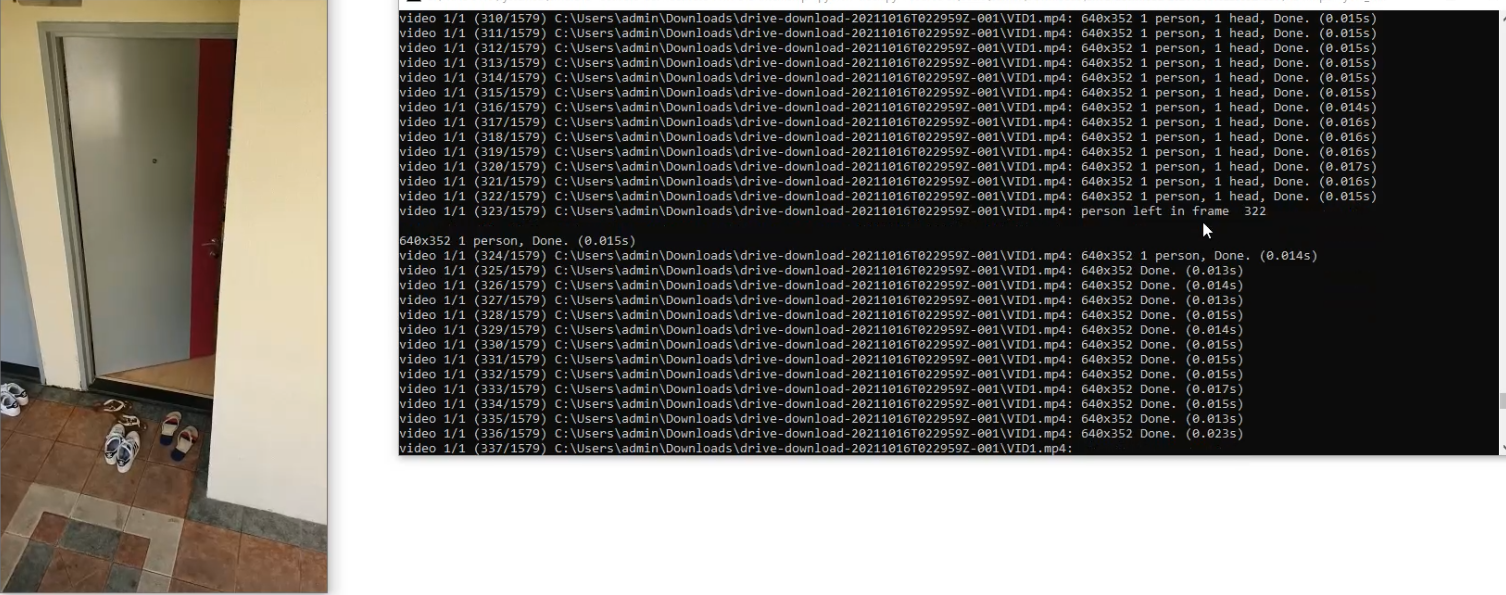 video 1/1 (310/1579) C:\Users\admin\Downloads\drive-download-20211016T022959Z-001\VID1.mp4: 640x352 1 person, 1 head, Done. (0.015s)
video 1/1 (311/1579) C:\Users\admin\Downloads\drive-download-20211016T022959Z-001\VID1.mp4: 640x352 1 person, 1 head, Done. (0.015s)
video 1/1 (312/1579) C:\Users\admin\Downloads\drive-download-20211016T022959Z-001\VID1.mp4: 640x352 1 person, 1 head, Done. (0.015s)
video 1/1 (313/1579) C:\Users\admin\Downloads\drive-download-20211016T022959Z-001\VID1.mp4: 640x352 1 person, 1 head, Done. (0.015s)
video 1/1 (314/1579) C:\Users\admin\Downloads\drive-download-20211016T022959Z-001\VID1.mp4: 640x352 1 person, 1 head, Done. (0.015s)
video 1/1 (315/1579) C:\Users\admin\Downloads\drive-download-20211016T022959Z-001\VID1.mp4: 640x352 1 person, 1 head, Done. (0.015s)
video 1/1 (316/1579) C:\Users\admin\Downloads\drive-download-20211016T022959Z-001\VID1.mp4: 640x352 1 person, 1 head, Done. (0.014s)
video 1/1 (317/1579) C:\Users\admin\Downloads\drive-download-20211016T022959Z-001\VID1.mp4: 640x352 1 person, 1 head, Done. (0.016s)
video 1/1 (318/1579) C:\Users\admin\Downloads\drive-download-20211016T022959Z-001\VID1.mp4: 640x352 1 person, 1 head, Done. (0.016s)
video 1/1 (319/1579) C:\Users\admin\Downloads\drive-download-20211016T022959Z-001\VID1.mp4: 640x352 1 person, 1 head, Done. (0.016s)
video 1/1 (320/1579) C:\Users\admin\Downloads\drive-download-20211016T022959Z-001\VID1.mp4: 640x352 1 person, 1 head, Done. (0.017s)
video 1/1 (321/1579) C:\Users\admin\Downloads\drive-download-20211016T022959Z-001\VID1.mp4: 640x352 1 person, 1 head, Done. (0.016s)
video 1/1 (322/1579) C:\Users\admin\Downloads\drive-download-20211016T022959Z-001\VID1.mp4: 640x352 1 person, 1 head, Done. (0.015s)
video 1/1 (323/1579) C:\Users\admin\Downloads\drive-download-20211016T022959Z-001\VID1.mp4: person left in frame  322
640x352 1 person, Done. (0.015s)
video 1/1 (324/1579) C:\Users\admin\Downloads\drive-download-20211016T022959Z-001\VID1.mp4: 640x352 1 person, Done. (0.014s)
video 1/1 (325/1579) C:\Users\admin\Downloads\drive-download-20211016T022959Z-001\VID1.mp4: 640x352 Done. (0.013s)
video 1/1 (326/1579) C:\Users\admin\Downloads\drive-download-20211016T022959Z-001\VID1.mp4: 640x352 Done. (0.014s)
video 1/1 (327/1579) C:\Users\admin\Downloads\drive-download-20211016T022959Z-001\VID1.mp4: 640x352 Done. (0.013s)
video 1/1 (328/1579) C:\Users\admin\Downloads\drive-download-20211016T022959Z-001\VID1.mp4: 640x352 Done. (0.015s)
video 1/1 (329/1579) C:\Users\admin\Downloads\drive-download-20211016T022959Z-001\VID1.mp4: 640x352 Done. (0.014s)
video 1/1 (330/1579) C:\Users\admin\Downloads\drive-download-20211016T022959Z-001\VID1.mp4: 640x352 Done. (0.015s)
video 1/1 (331/1579) C:\Users\admin\Downloads\drive-download-20211016T022959Z-001\VID1.mp4: 640x352 Done. (0.015s)
video 1/1 (332/1579) C:\Users\admin\Downloads\drive-download-20211016T022959Z-001\VID1.mp4: 640x352 Done. (0.015s)
video 1/1 (333/1579) C:\Users\admin\Downloads\drive-download-20211016T022959Z-001\VID1.mp4: 640x352 Done. (0.017s)
video 1/1 (334/1579) C:\Users\admin\Downloads\drive-download-20211016T022959Z-001\VID1.mp4: 640x352 Done. (0.015s)
video 1/1 (335/1579) C:\Users\admin\Downloads\drive-download-20211016T022959Z-001\VID1.mp4: 640x352 Done. (0.013s)
video 1/1 (336/1579) C:\Users\admin\Downloads\drive-download-20211016T022959Z-001\VID1.mp4: 640x352 Done. (0.023s)
video 1/1 (337/1579) C:\Users\admin\Downloads\drive-download-20211016T022959Z-001\VID1.mp4: